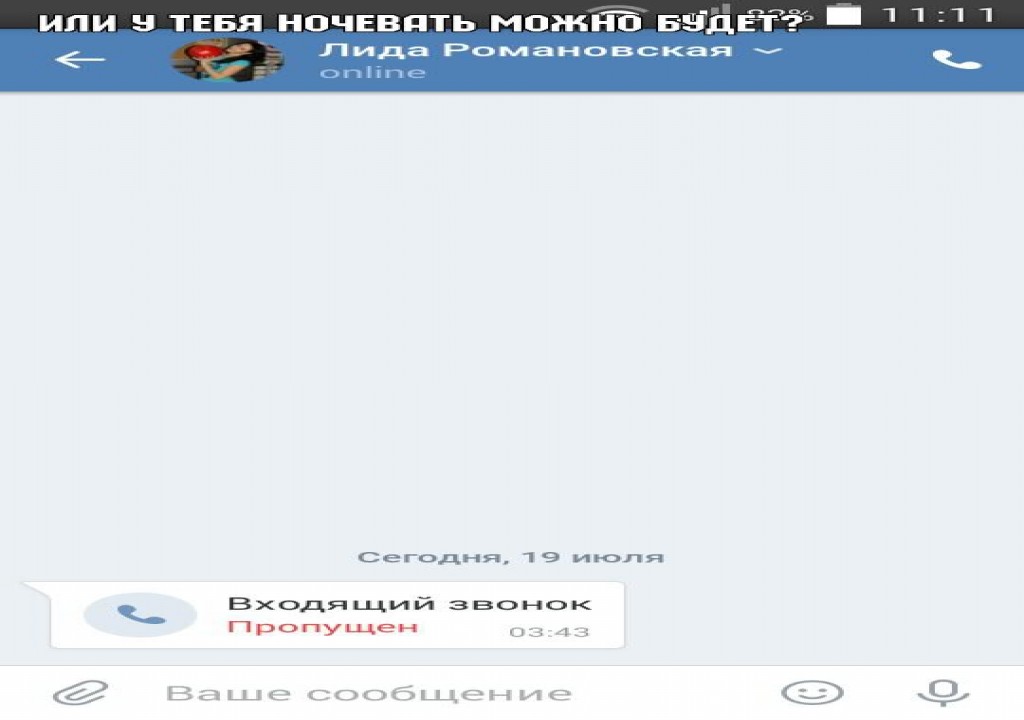 ИЛИ У ТЕБЯ НОЧЕВАТЬ МОЖНО БУДЕТ?
11:11
Лида Романовская
online
Сегодня, 19 июля
Входящий звонок
Пропущен
03:43
Ваше сообщение